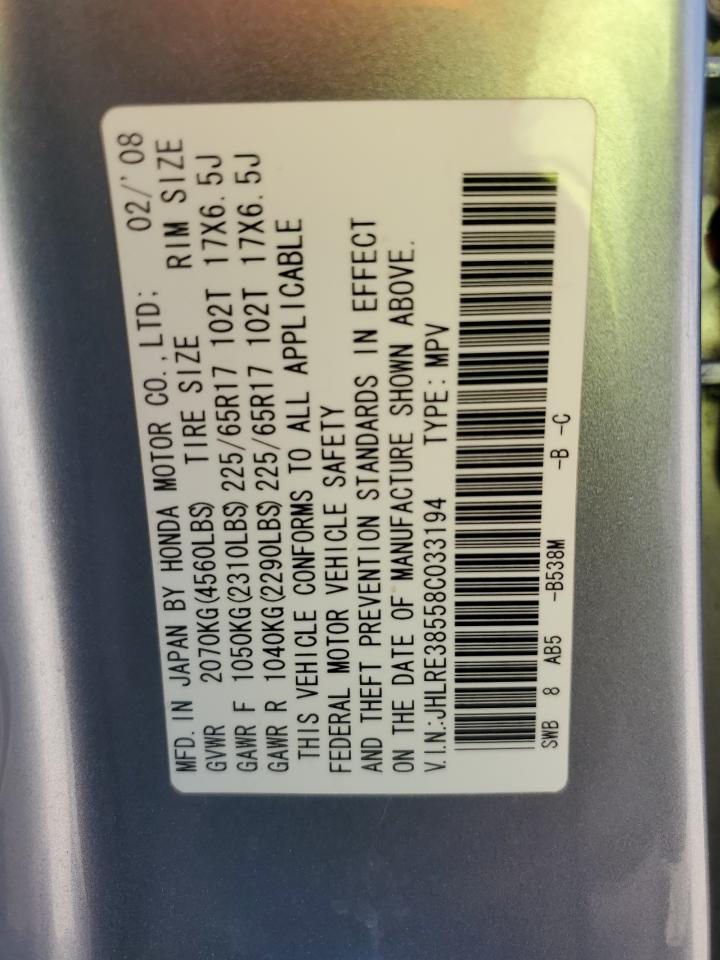 MFD. IN JAPAN BY HONDA MOTOR CO.,LTD; 02/'08
GVWR 2070KG(4560LBS) TIRE SIZE RIM SIZE
GAWR F 1050KG(2310LBS) 225/65R17 102T 17X6.5J
GAWR R 1040KG(2290LBS) 225/65R17 102T 17X6.5J
THIS VEHICLE CONFORMS TO ALL APPLICABLE
FEDERAL MOTOR VEHICLE SAFETY
AND THEFT PREVENTION STANDARDS IN EFFECT
ON THE DATE OF MANUFACTURE SHOWN ABOVE.
V.I.N.:JHLRE38558C033194 TYPE:MPV
SWB 8 AB5 -B538M -B -C